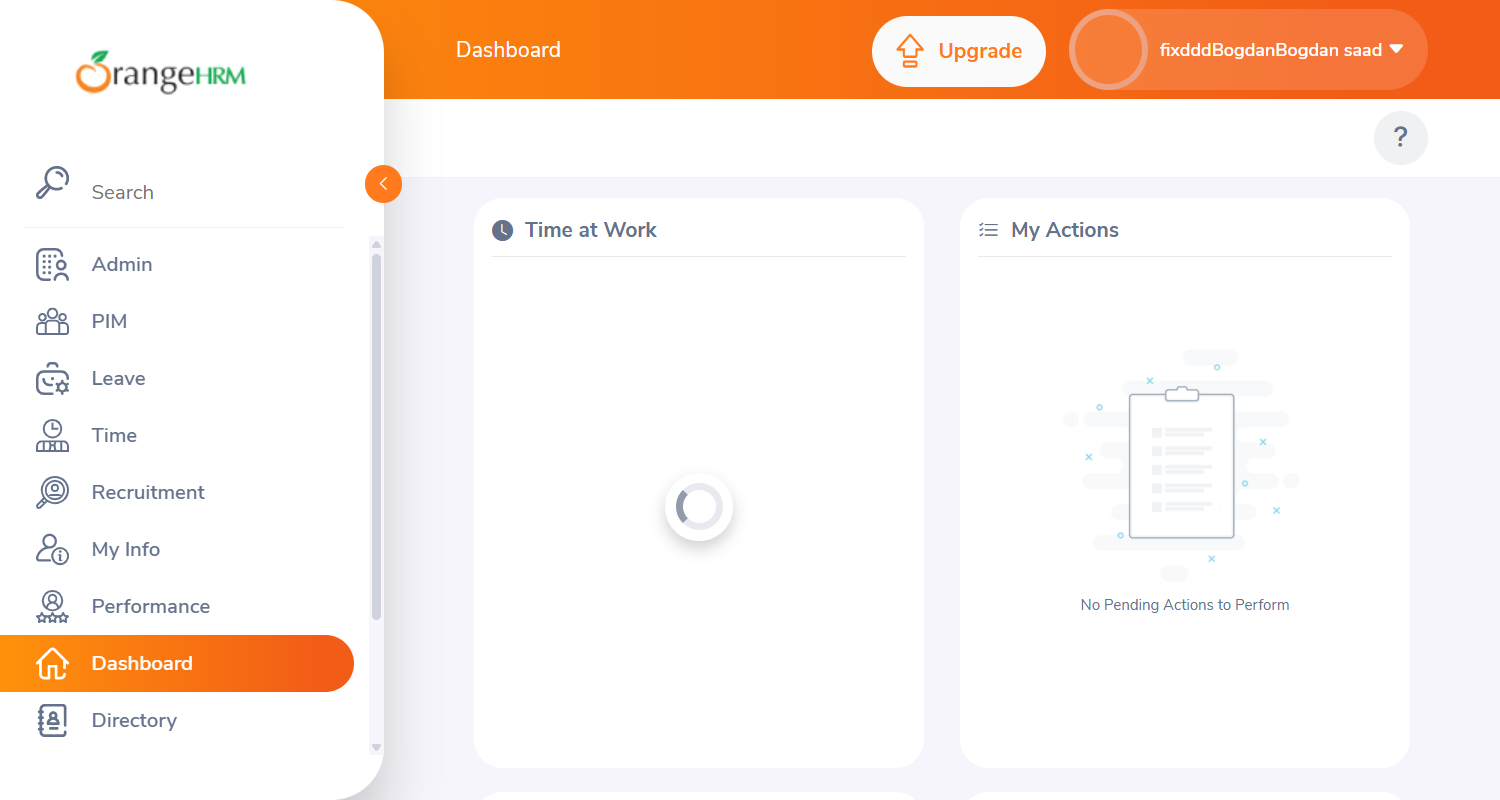 OrangeHRM
Dashboard
Upgrade
fixdddBogdanBogdan saad
?
Search
Admin
PIM
Leave
Time
Recruitment
My Info
Performance
Dashboard
Directory
Time at Work
My Actions
No Pending Actions to Perform